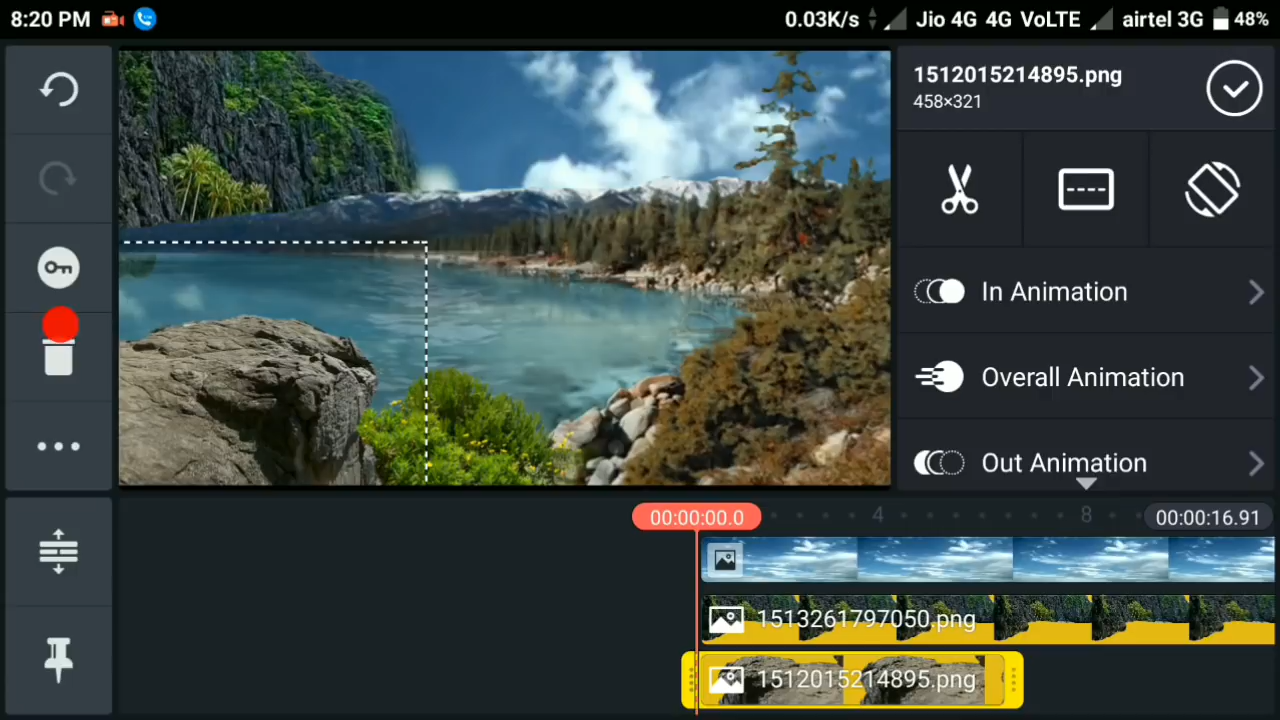 8:20 PM
0.03K/s Jio 4G 4G VoLTE airtel 3G 48%
1512015214895.png
458×321
In Animation
Overall Animation
Out Animation
00:00:00.0 4 8 00:00:16.91
1513261797050.png
1512015214895.png